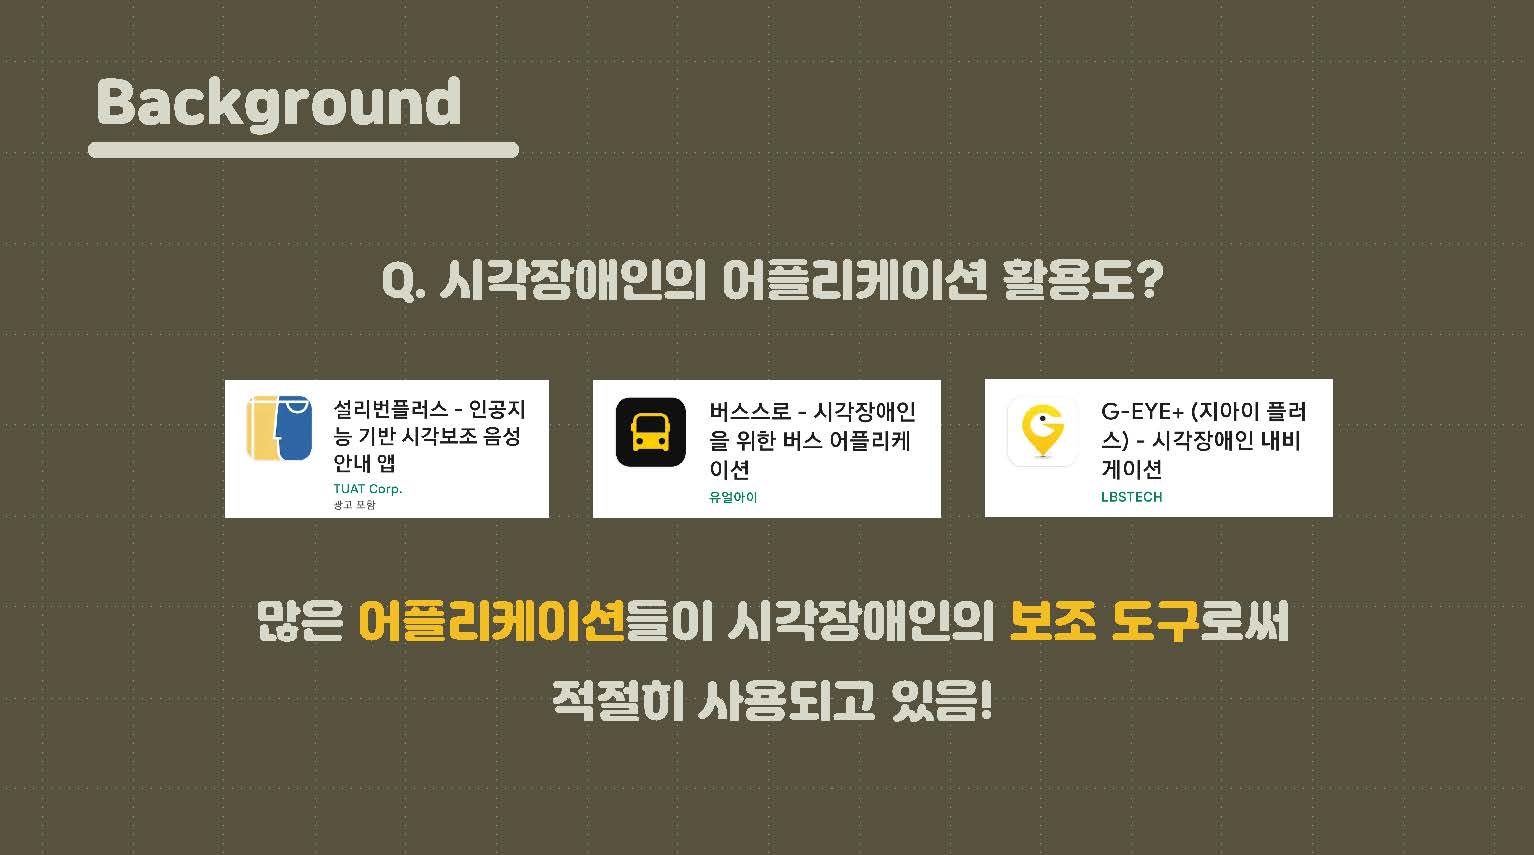 Background
Q. 시각장애인의 어플리케이션 활용도?
설리번플러스 - 인공지
능 기반 시각보조 음성
안내 앱
TUAT Corp.
광고 포함
버스스로 - 시각장애인
을 위한 버스 어플리케
이션
유얼아이
G-EYE+ (지아이 플러
스) - 시각장애인 내비
게이션
LBSTECH
많은 어플리케이션들이 시각장애인의 보조 도구로써
적절히 사용되고 있음!